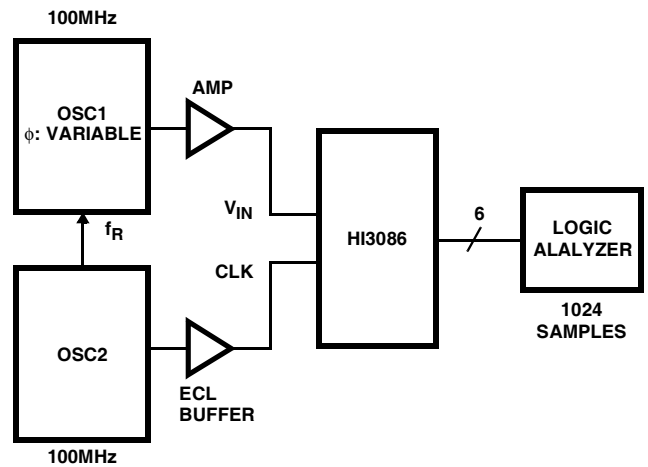 100MHz
OSC1
ϕ: VARIABLE
AMP
fR
VIN
CLK
HI3086
6
LOGIC
ALALYZER
1024
SAMPLES
OSC2
ECL
BUFFER
100MHz